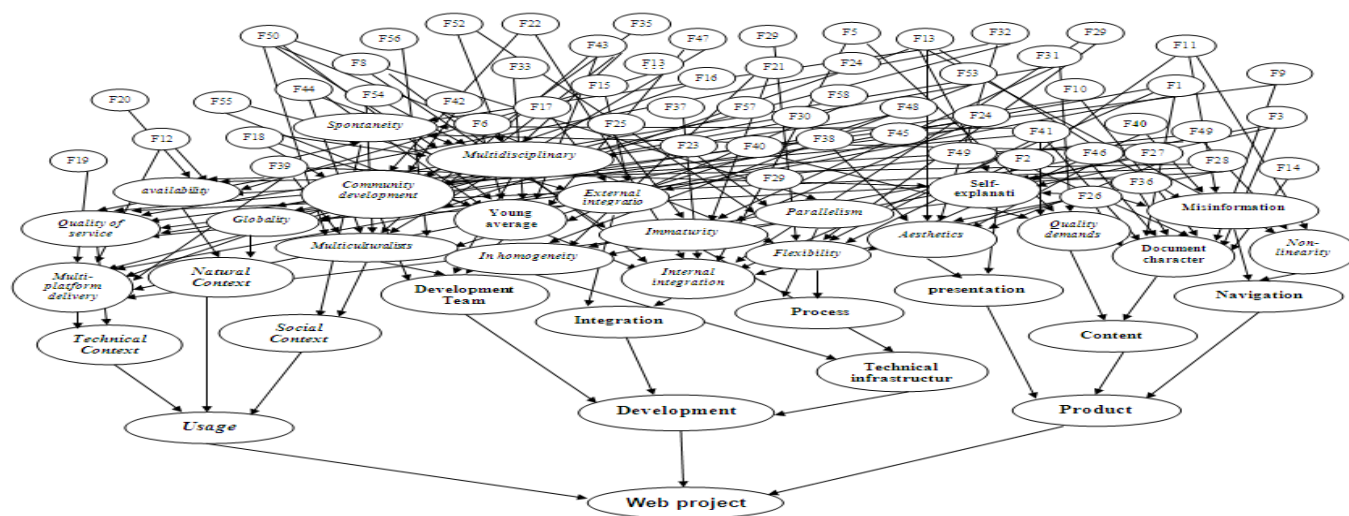 F52
F22
F35
F50
F56
F43
F47
F29
F5
F13
F32
F29
F11
F8
F33
F13
F21
F24
F31
F53
F9
F44
F54
F15
F16
F10
F1
F20
F55
F42
F17
F37
F57
F58
F48
F24
F3
F12
F18
Spontaneity
F6
F25
F30
F38
F45
F41
F40
F49
F19
F39
Multidisciplinary
F23
F40
F49
F2
F46
F27
F28
F14
availability
Community
development
External
integratio
F29
Self-
explanati
F36
F26
Quality of
service
Globality
Young
average
Immaturity
Parallelism
Aesthetics
Quality
demands
Misinformation
Multiculturalists
In homogeneity
Flexibility
Document
character
Non-
linearity
Multi-
platform
delivery
Natural
Context
Development
Team
Internal
integration
presentation
Navigation
Technical
Context
Social
Context
Integration
Process
Content
Technical
infrastructur
Usage
Development
Product
Web project